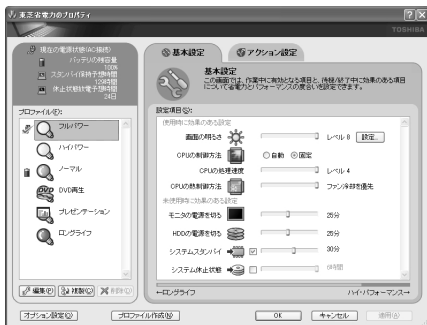 東芝省電力のプロパティ
TOSHIBA
現在の電源状態(AC接続)
バッテリの残容量
100%
スタンバイ保持予想時間
129時間
休止状態放電予想時間
24日
プロファイル(F):
フルパワー
ハイパワー
ノーマル
DVD再生
プレゼンテーション
ロングライフ
編集(E)
複製(C)
削除(D)
基本設定
アクション設定
基本設定
この画面では、作業中に有効となる項目と、待機/終了中に効果のある項目
について省電力とパフォーマンスの度合いを設定できます。
設定項目(S):
使用時に効果のある設定
画面の明るさ
レベル 8
設定...
CPUの制御方法
自動
固定
CPUの処理速度
レベル 4
CPUの熱制御方法
ファン冷却を優先
未使用時に効果のある設定
モニタの電源を切る
25分
HDDの電源を切る
25分
システムスタンバイ
30分
システム休止状態
←ロングライフ
ハイ・パフォーマンス→
オプション設定(O)
プロファイル作成(N)
OK
キャンセル
適用(A)